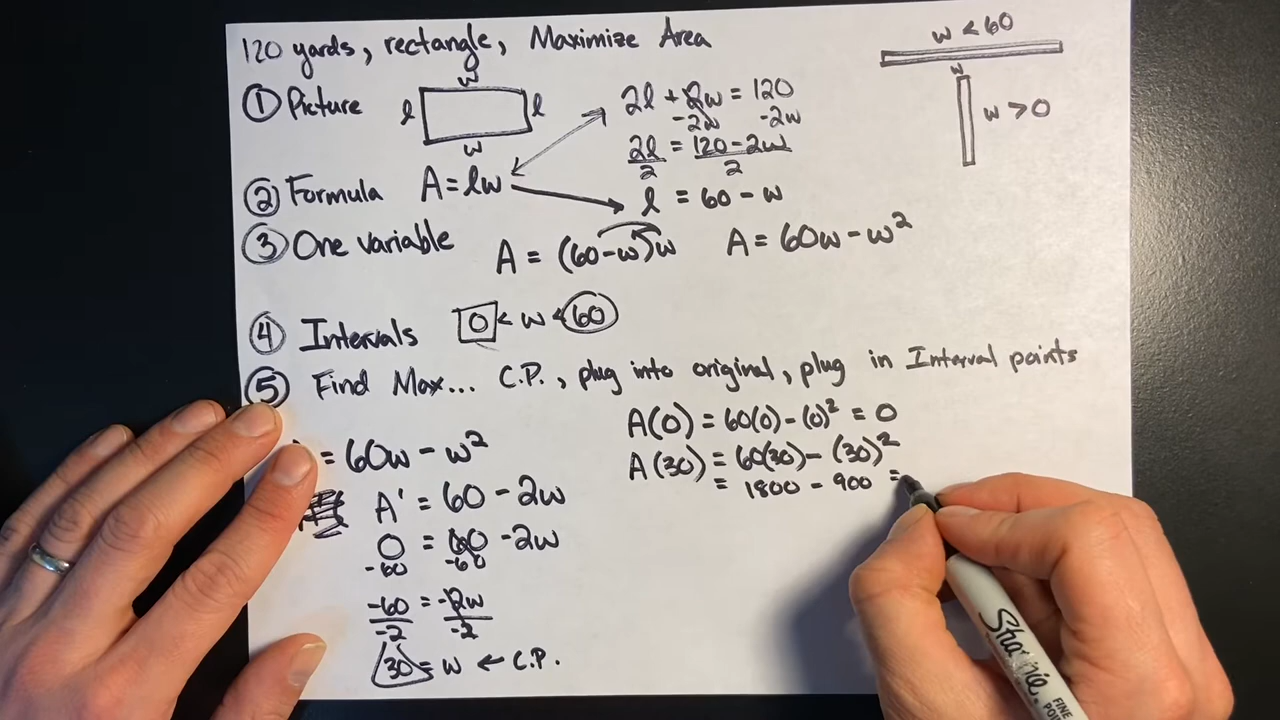 120 yards, rectangle, Maximize Area
① Picture
w
l
l
w
2l + 2w = 120
-2w -2w
2l = 120 - 2w
2 2
l = 60 - w
w < 60
w
w > 0
② Formula A = lw
③ One variable A = (60-w)w A = 60w - w²
④ Intervals 0 < w < 60
⑤ Find Max... C.P., plug into original, plug in Interval points
= 60w - w²
A' = 60 - 2w
0 = 60 - 2w
-60 -60
-60 = -2w
-2 -2
30 = w ← C.P.
A(0) = 60(0) - (0)² = 0
A(30) = 60(30) - (30)²
= 1800 - 900 =
Sharpie.
FINE